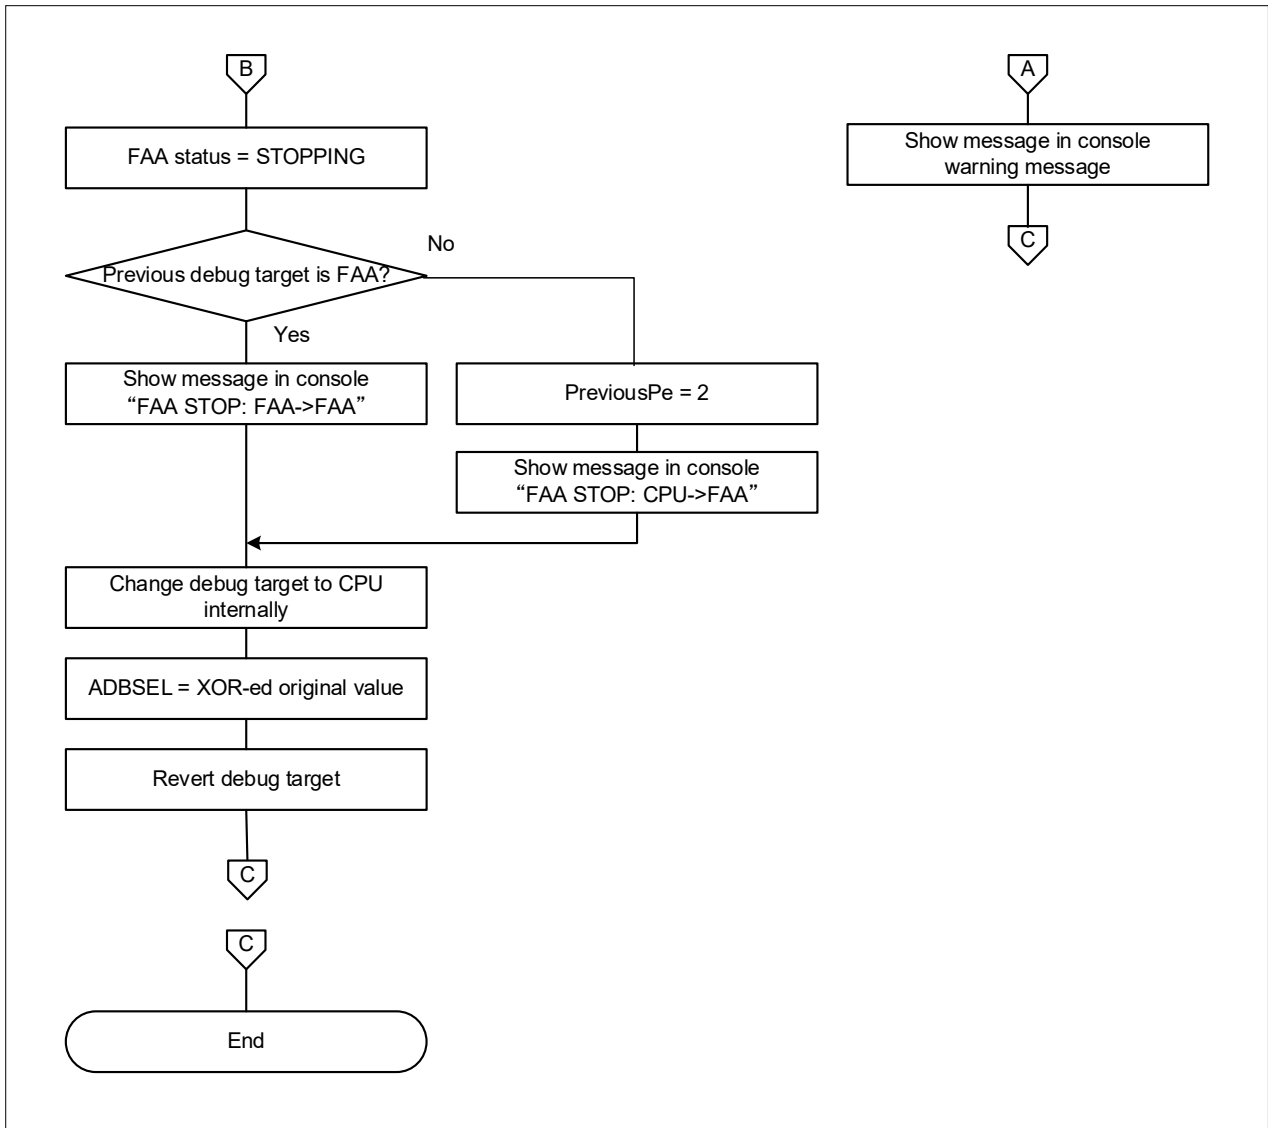 B
FAA status = STOPPING
Previous debug target is FAA?
No
Yes
Show message in console
“FAA STOP: FAA->FAA”
PreviousPe = 2
Show message in console
“FAA STOP: CPU->FAA”
Change debug target to CPU
internally
ADBSEL = XOR-ed original value
Revert debug target
C
C
End
A
Show message in console
warning message
C